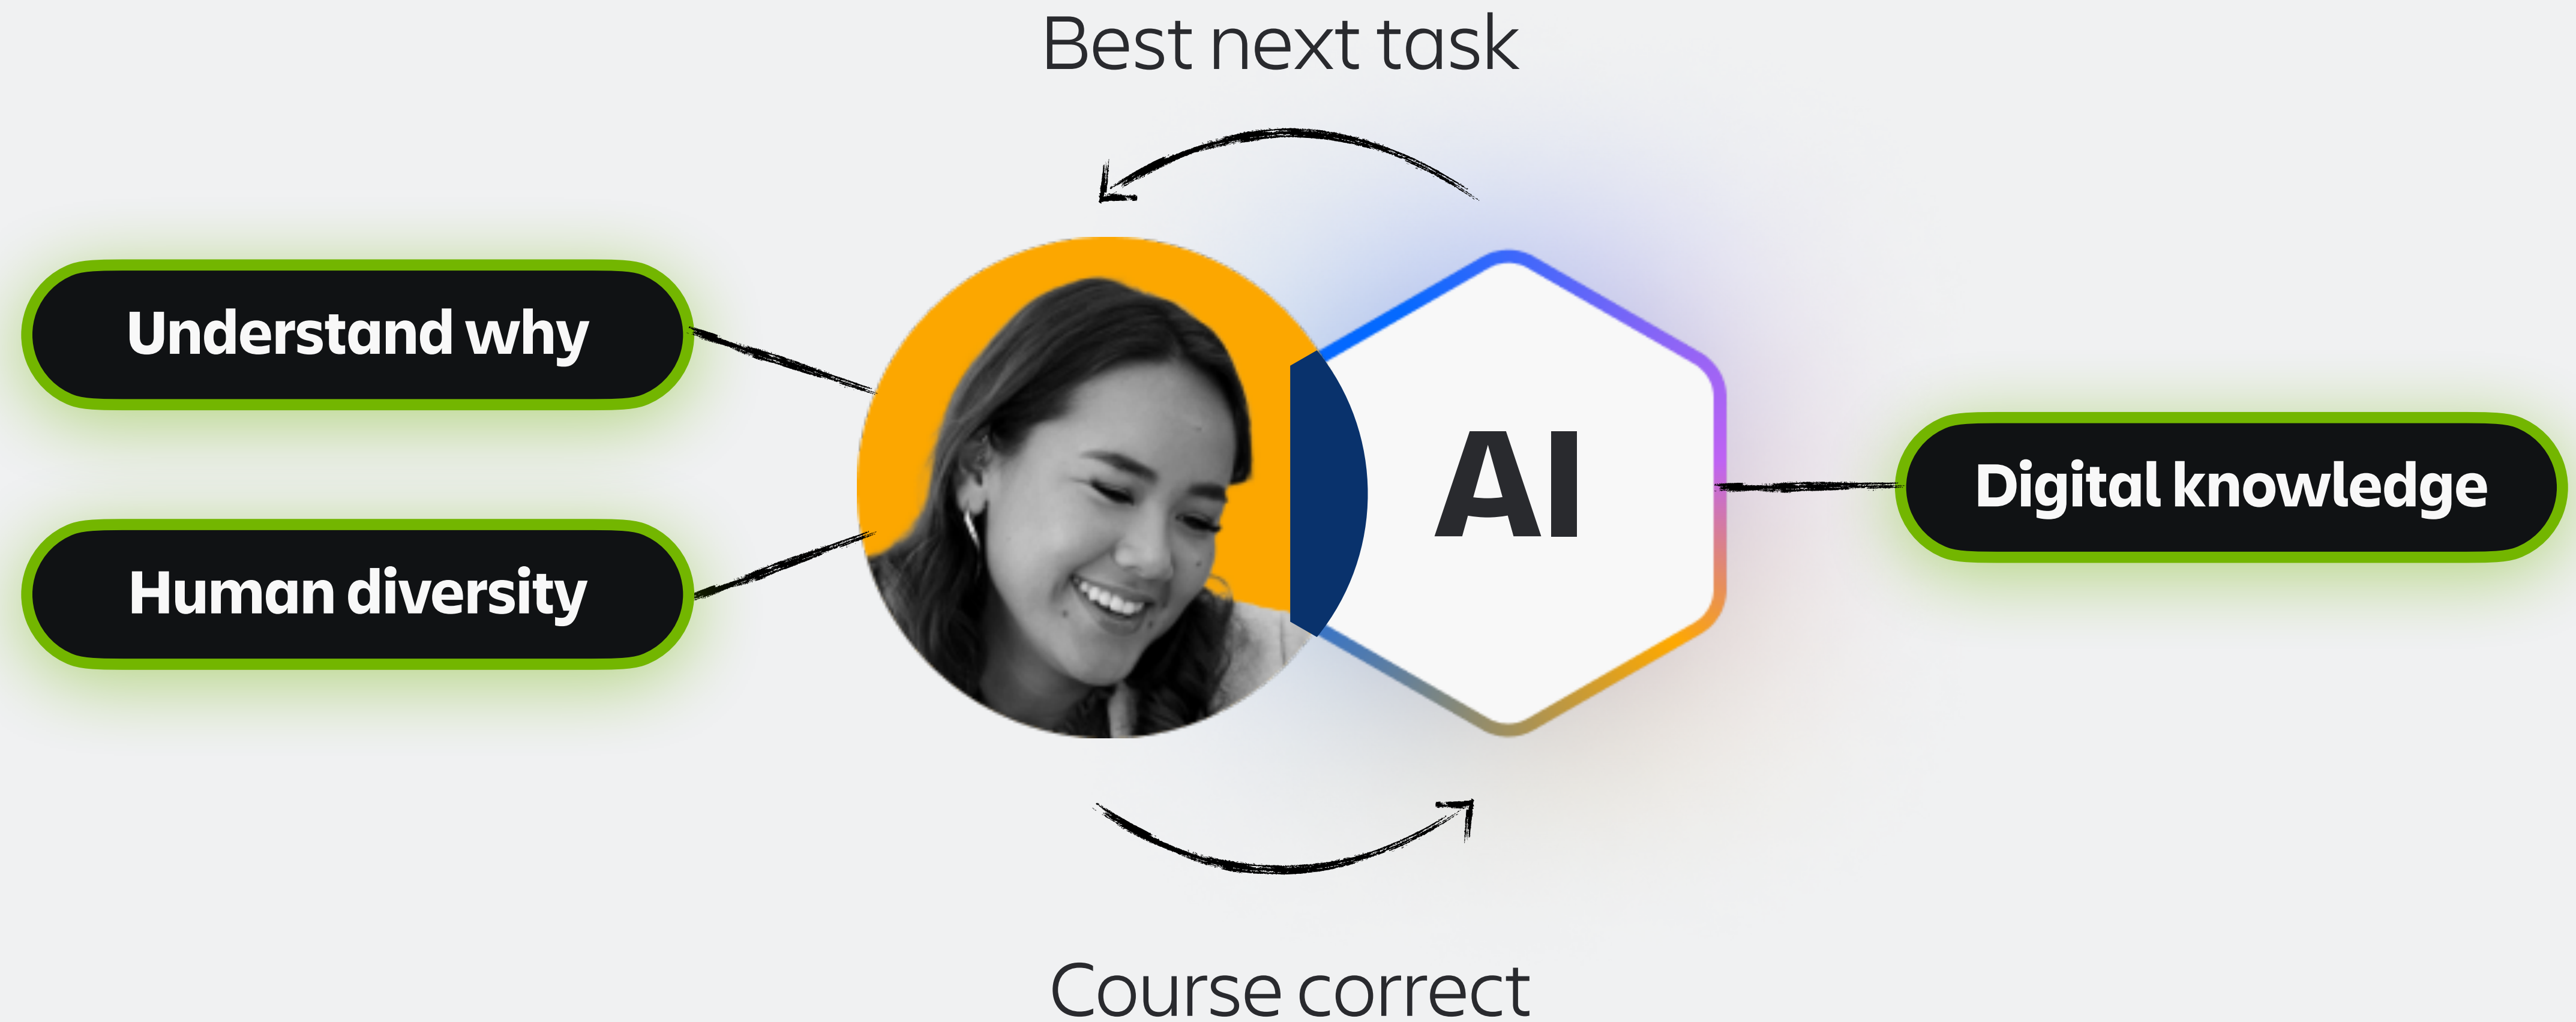 Best next task
Understand why
Human diversity
AI
Digital knowledge
Course correct